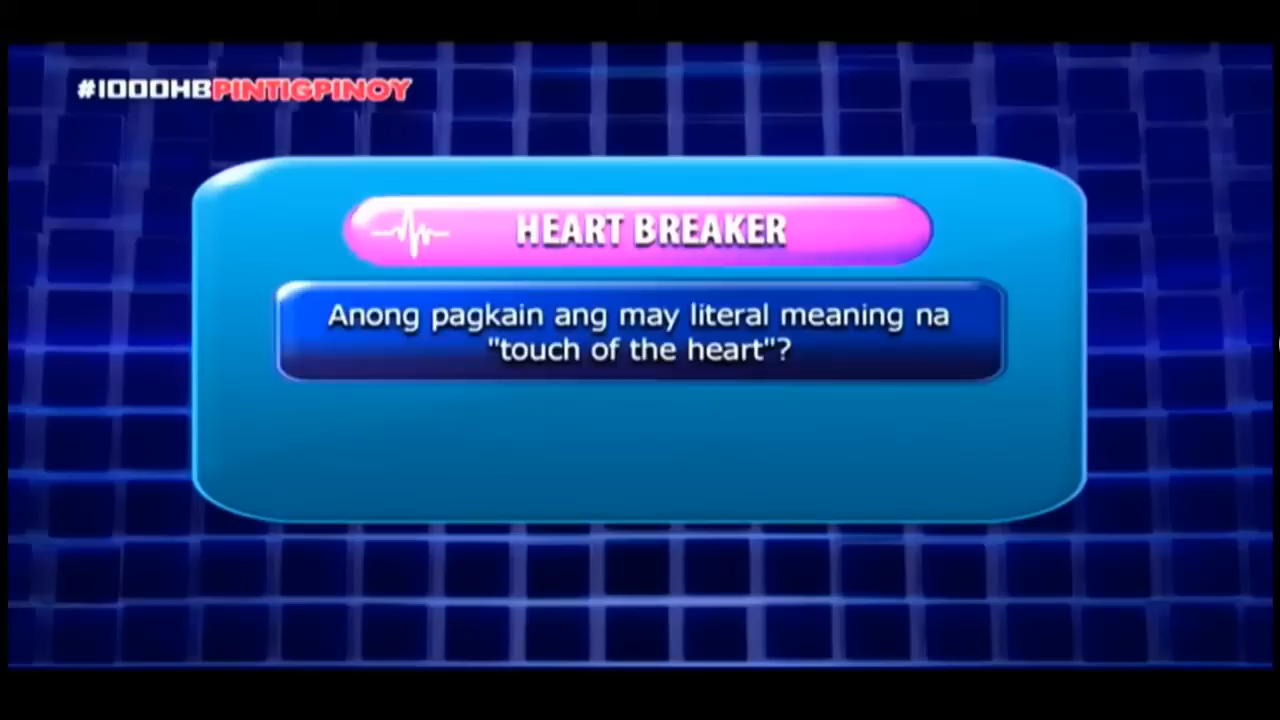 #1000HBPINTIGPINOY
HEART BREAKER
Anong pagkain ang may literal meaning na
"touch of the heart"?